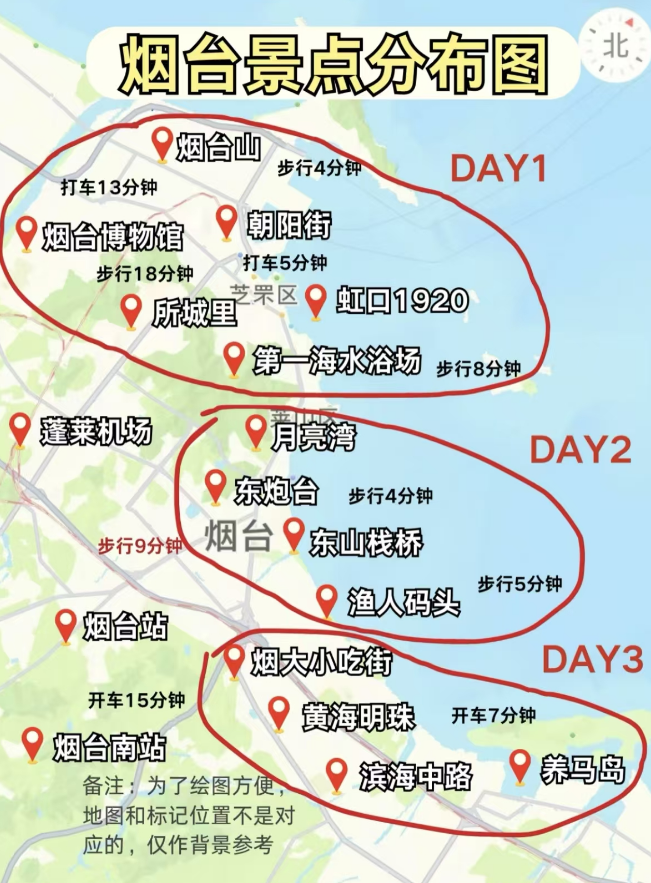 烟台景点分布图
北
烟台山
步行4分钟
DAY1
打车13分钟
烟台博物馆
朝阳街
步行18分钟
打车5分钟
芝罘区
所城里
虹口1920
第一海水浴场
步行8分钟
莱山区
蓬莱机场
月亮湾
DAY2
东炮台
步行4分钟
烟台
东山栈桥
步行9分钟
步行5分钟
渔人码头
烟台站
烟大小吃街
DAY3
开车15分钟
黄海明珠
开车7分钟
烟台南站
滨海中路
养马岛
备注：为了绘图方便，
地图和标记位置不是对
应的，仅作背景参考